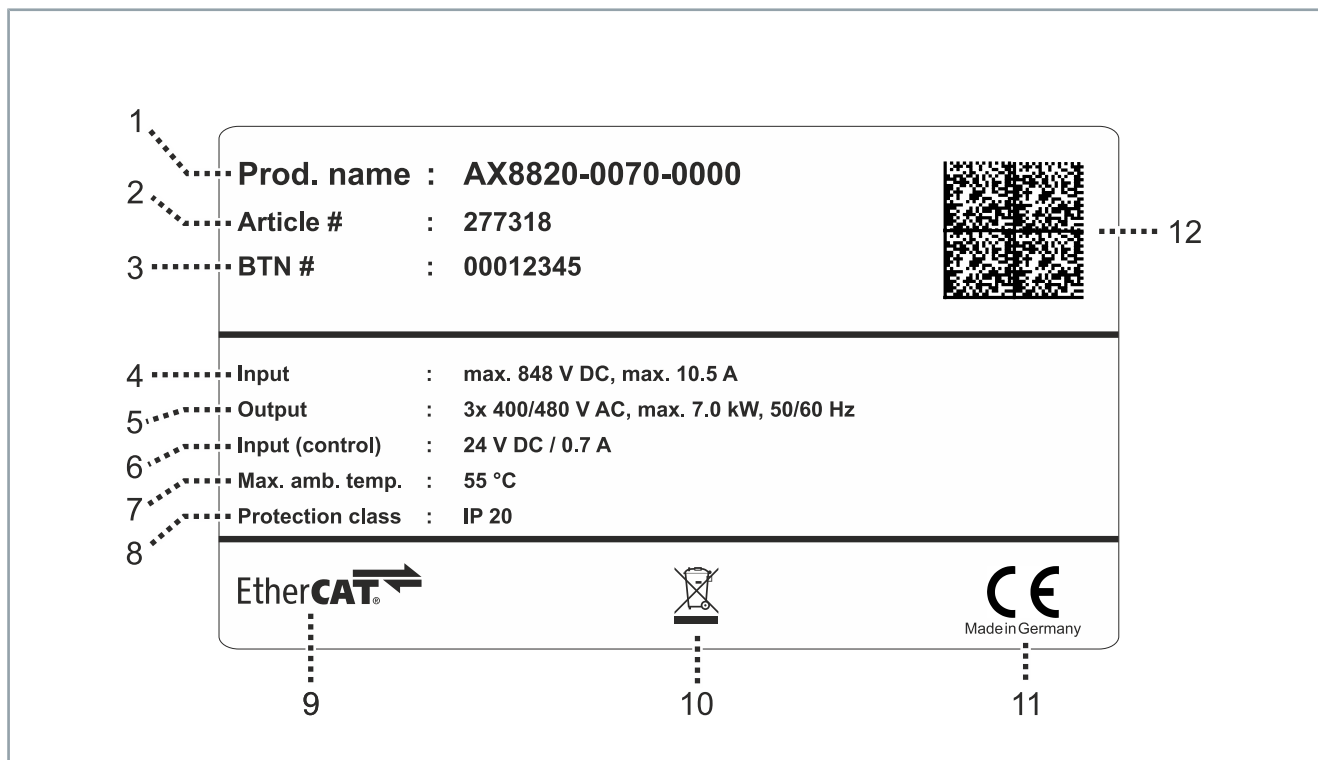 1
Prod. name : AX8820-0070-0000
2
Article # : 277318
12
3
BTN # : 00012345
4
Input : max. 848 V DC, max. 10.5 A
5
Output : 3x 400/480 V AC, max. 7.0 kW, 50/60 Hz
6
Input (control) : 24 V DC / 0.7 A
7
Max. amb. temp. : 55 °C
8
Protection class : IP 20
EtherCAT®
CE
Made in Germany
9
10
11